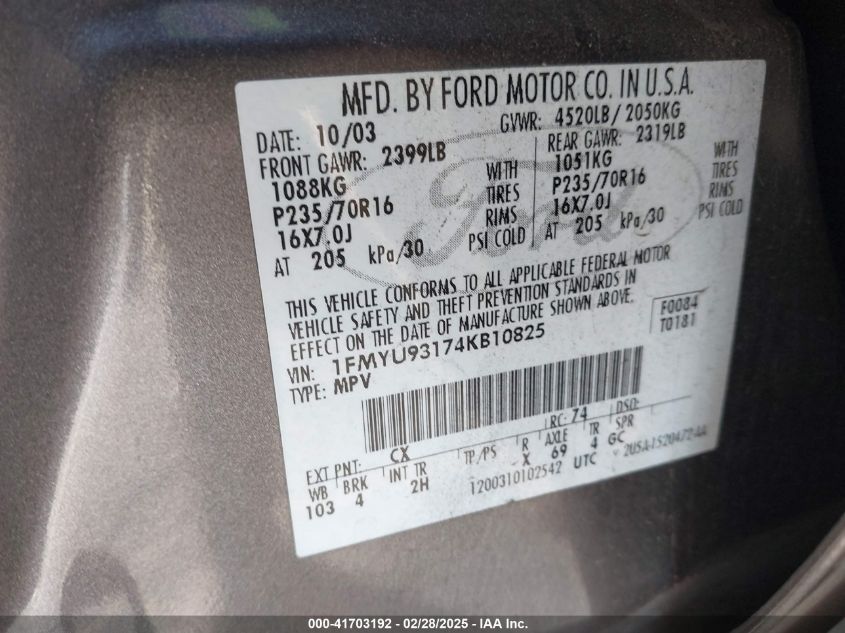 MFD. BY FORD MOTOR CO. IN U.S.A.
DATE: 10/03 GVWR: 4520LB/ 2050KG
FRONT GAWR: 2399LB REAR GAWR: 2319LB
1088KG WITH 1051KG WITH
P235/70R16 TIRES P235/70R16 TIRES
16X7.0J RIMS 16X7.0J RIMS
AT 205 kPa/30 PSI COLD AT 205 kPa/30 PSI COLD
Ford
THIS VEHICLE CONFORMS TO ALL APPLICABLE FEDERAL MOTOR
VEHICLE SAFETY AND THEFT PREVENTION STANDARDS IN
EFFECT ON THE DATE OF MANUFACTURE SHOWN ABOVE.
F0084
T0181
VIN: 1FMYU93174KB10825
TYPE: MPV
RC: 74 DSO:
EXT PNT: CX
WB BRK INT TR TP/PS R AXLE TR SPR
103 4 2H X 69 4 GC
1200310102542 UTC
000-41703192 - 02/28/2025 - IAA Inc.